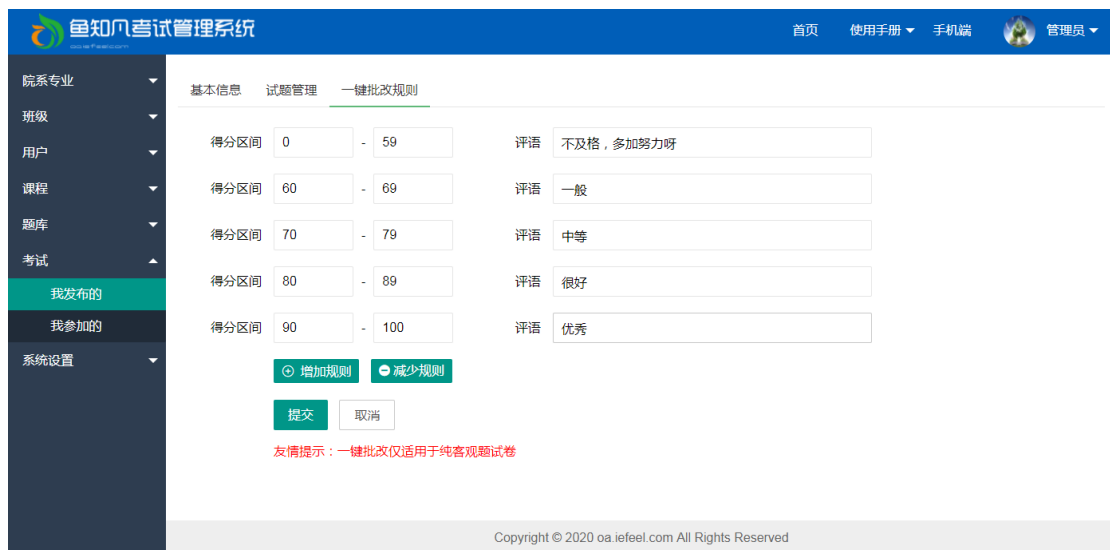 鱼知凡考试管理系统
oa.iefeel.com
首页 使用手册 手机端 管理员
院系专业
班级
用户
课程
题库
考试
我发布的
我参加的
系统设置
基本信息 试题管理 一键批改规则
得分区间 0 - 59 评语 不及格，多加努力呀
得分区间 60 - 69 评语 一般
得分区间 70 - 79 评语 中等
得分区间 80 - 89 评语 很好
得分区间 90 - 100 评语 优秀
增加规则 减少规则
提交 取消
友情提示：一键批改仅适用于纯客观题试卷
Copyright © 2020 oa.iefeel.com All Rights Reserved